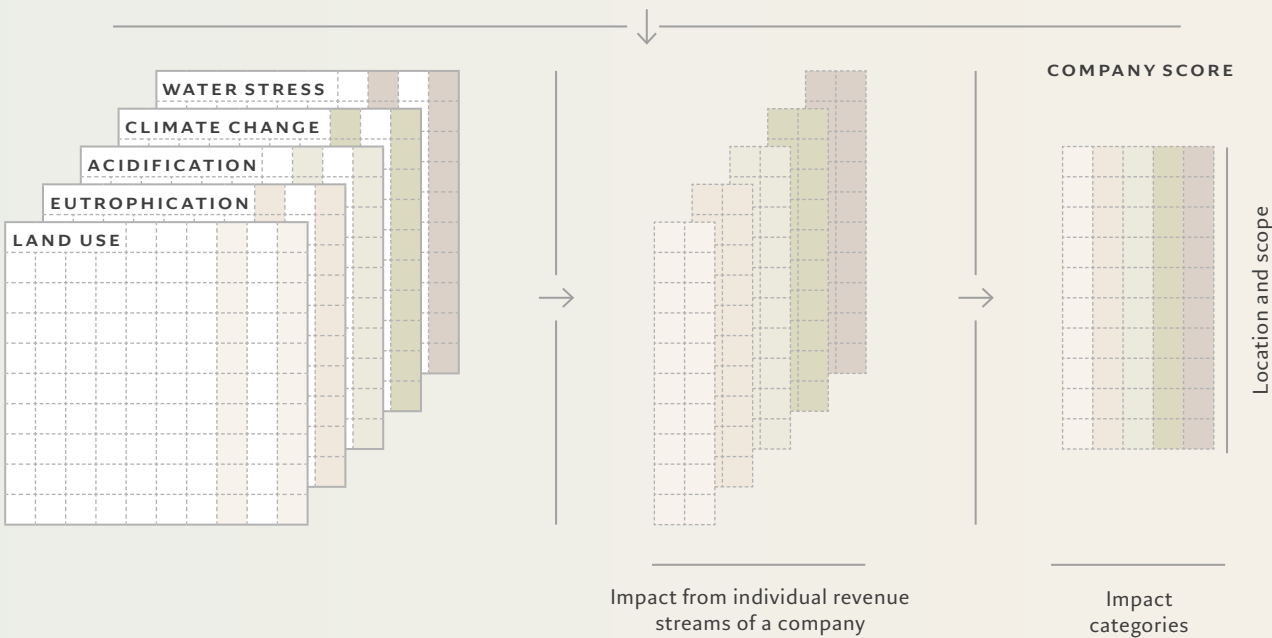 WATER STRESS
CLIMATE CHANGE
ACIDIFICATION
EUTROPHICATION
LAND USE
COMPANY SCORE
Location and scope
Impact from individual revenue
streams of a company
Impact
categories